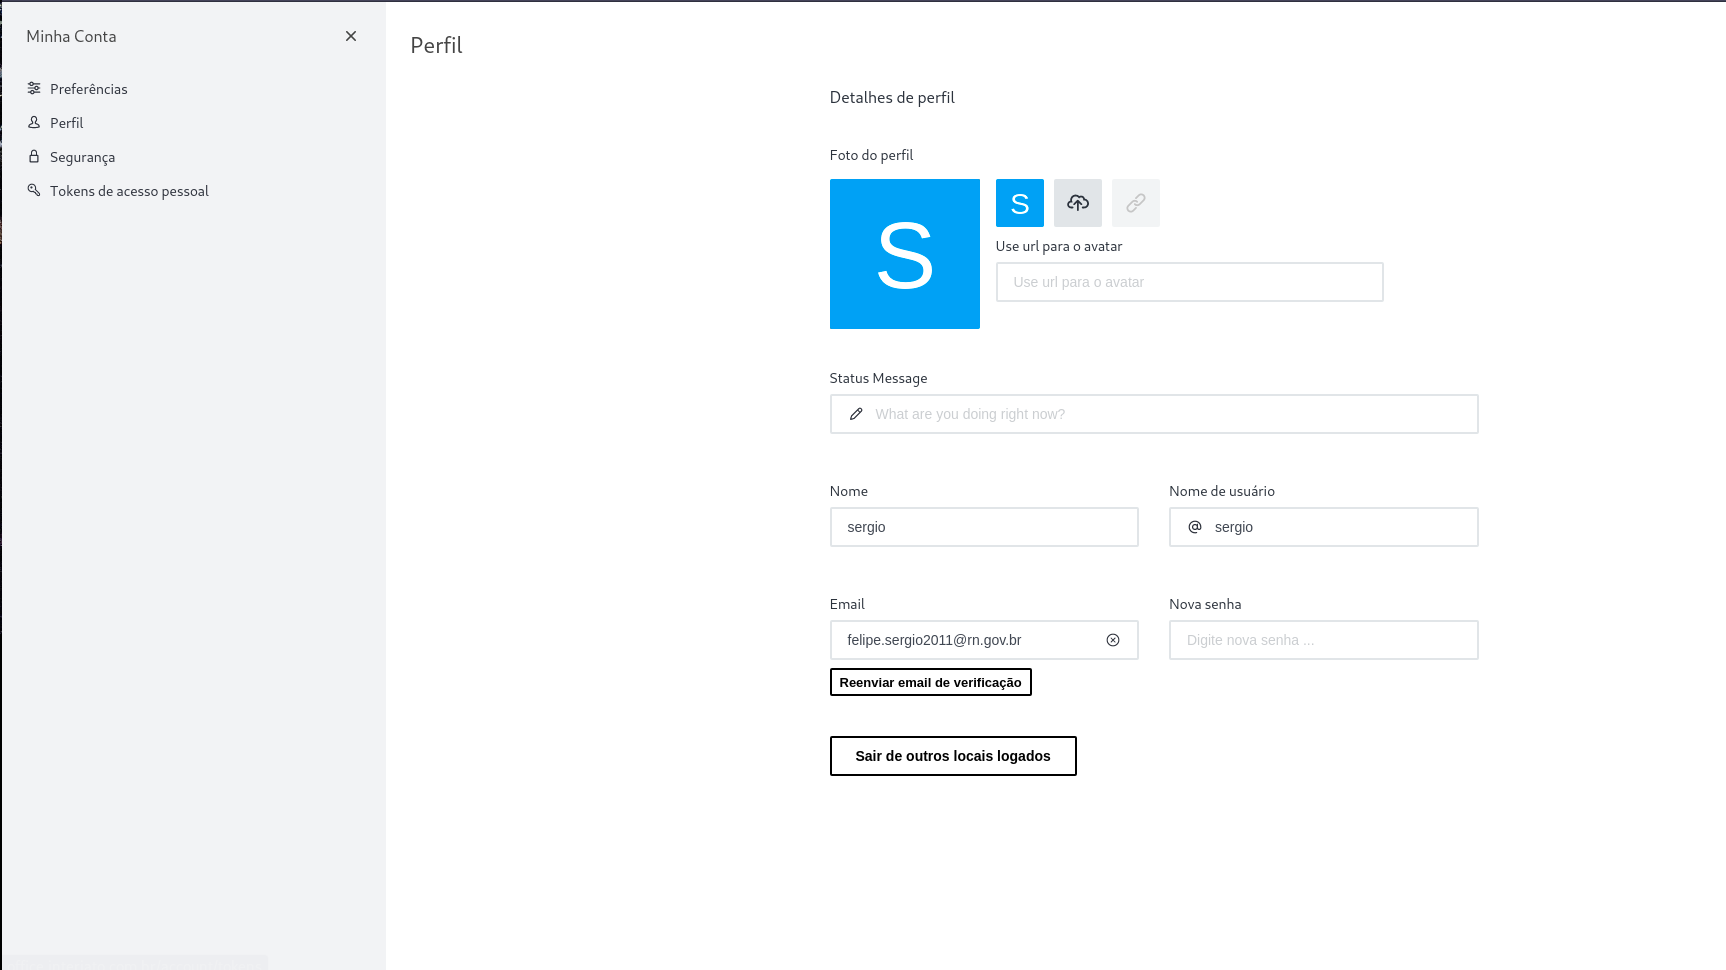 Minha Conta
Preferências
Perfil
Segurança
Tokens de acesso pessoal
Perfil
Detalhes de perfil
Foto do perfil
S
S
Use url para o avatar
Use url para o avatar
Status Message
What are you doing right now?
Nome
Nome de usuário
sergio
@ sergio
Email
Nova senha
felipe.sergio2011@rn.gov.br
Digite nova senha ...
Reenviar email de verificação
Sair de outros locais logados